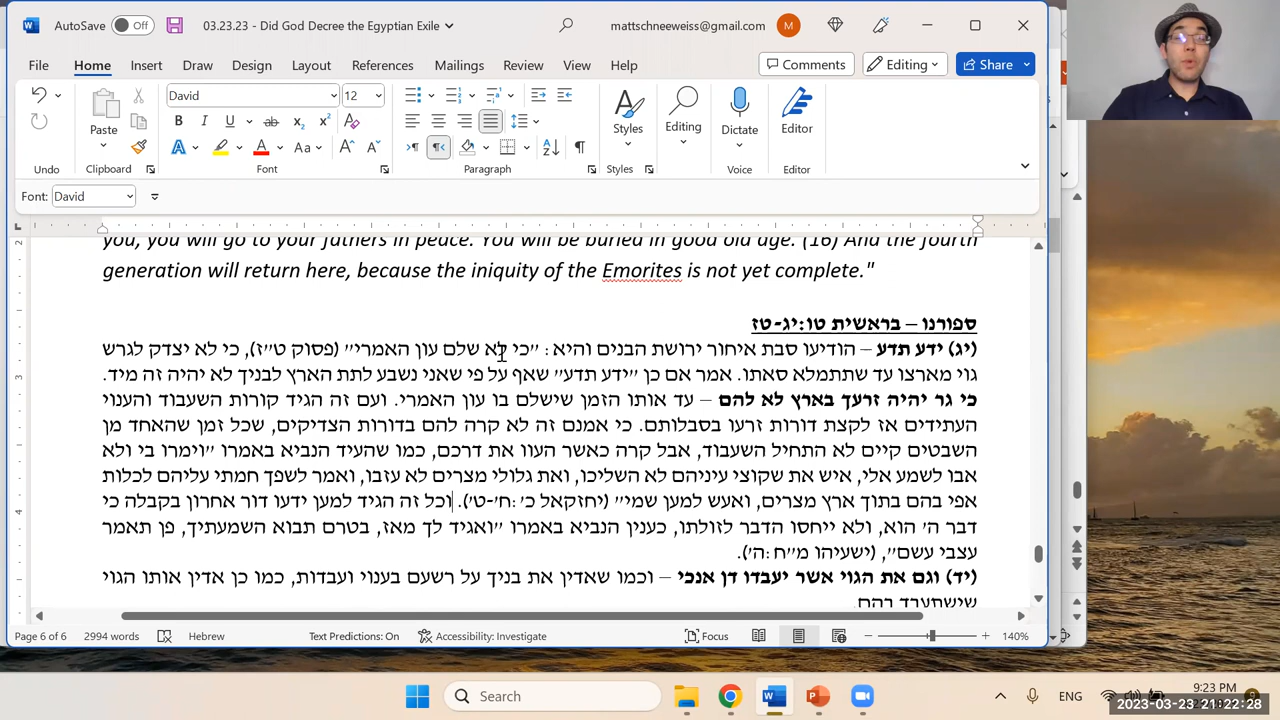 AutoSave Off 03.23.23 - Did God Decree the Egyptian Exile mattschneeweiss@gmail.com M
File Home Insert Draw Design Layout References Mailings Review View Help Comments Editing Share
David 12
Paste Styles Editing Dictate Editor
B I U ab x₂ x² A
A A Aa A A
Undo Clipboard Font Paragraph Styles Voice Editor
Font: David
you, you will go to your fathers in peace. You will be buried in good old age. (16) And the fourth
generation will return here, because the iniquity of the Emorites is not yet complete."
ספורנו – בראשית טו:יג-טז
(יג) ידע תדע – הודיעו סבת איחור ירושת הבנים והיא: ״כי לא שלם עון האמרי״ (פסוק ט״ז), כי לא יצדק לגרש
גוי מארצו עד שתתמלא סאתו. אמר אם כן ״ידע תדע״ שאף על פי שאני נשבע לתת הארץ לבניך לא יהיה זה מיד.
כי גר יהיה זרעך בארץ לא להם – עד אותו הזמן שישלם בו עון האמרי. ועם זה הגיד קורות השעבוד והענוי
העתידים אז לקצת דורות זרעו בסבלותם. כי אמנם זה לא קרה להם בדורות הצדיקים, שכל זמן שהאחד מן
השבטים קיים לא התחיל השעבוד, אבל קרה כאשר העוו את דרכם, כמו שהעיד הנביא באמרו ״וימרו בי ולא
אבו לשמע אלי, איש את שקוצי עיניהם לא השליכו, ואת גלולי מצרים לא עזבו, ואמר לשפך חמתי עליהם לכלות
אפי בהם בתוך ארץ מצרים, ואעש למען שמי״ (יחזקאל כ׳:ח׳-ט׳). וכל זה הגיד למען ידעו דור אחרון בקבלה כי
דבר ה׳ הוא, ולא ייחסו הדבר לזולתו, כענין הנביא באמרו ״ואגיד לך מאז, בטרם תבוא השמעתיך, פן תאמר
עצבי עשם״, (ישעיהו מ״ח:ה׳).
(יד) וגם את הגוי אשר יעבדו דן אנכי – וכמו שאדין את בניך על רשעם בענוי ועבדות, כמו כן אדין אותו הגוי
שישתעבד בהם.
Page 6 of 6 2994 words Hebrew Text Predictions: On Accessibility: Investigate Focus 140%
Search ENG 9:23 PM
2023-03-23 21:22:28